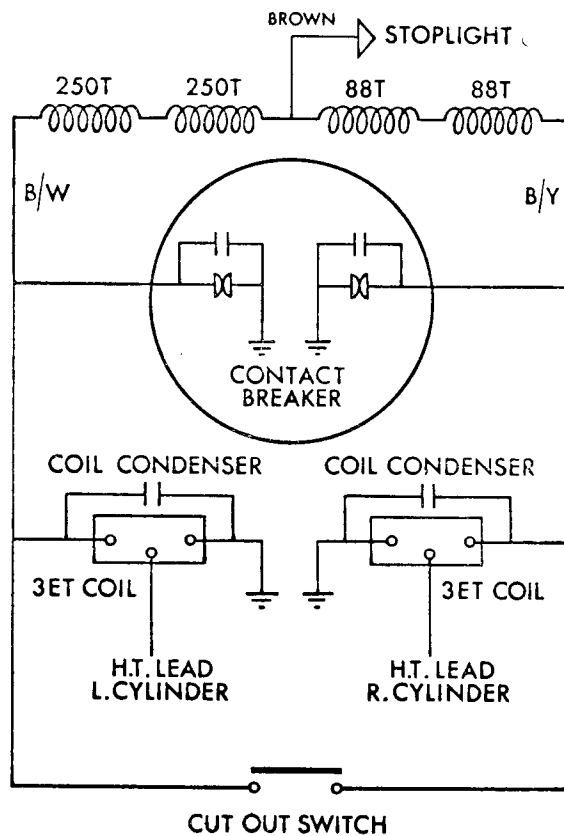 BROWN
STOPLIGHT
250T 250T 88T 88T
B/W B/Y
CONTACT
BREAKER
COIL CONDENSER COIL CONDENSER
3ET COIL 3ET COIL
H.T. LEAD H.T. LEAD
L.CYLINDER R.CYLINDER
CUT OUT SWITCH